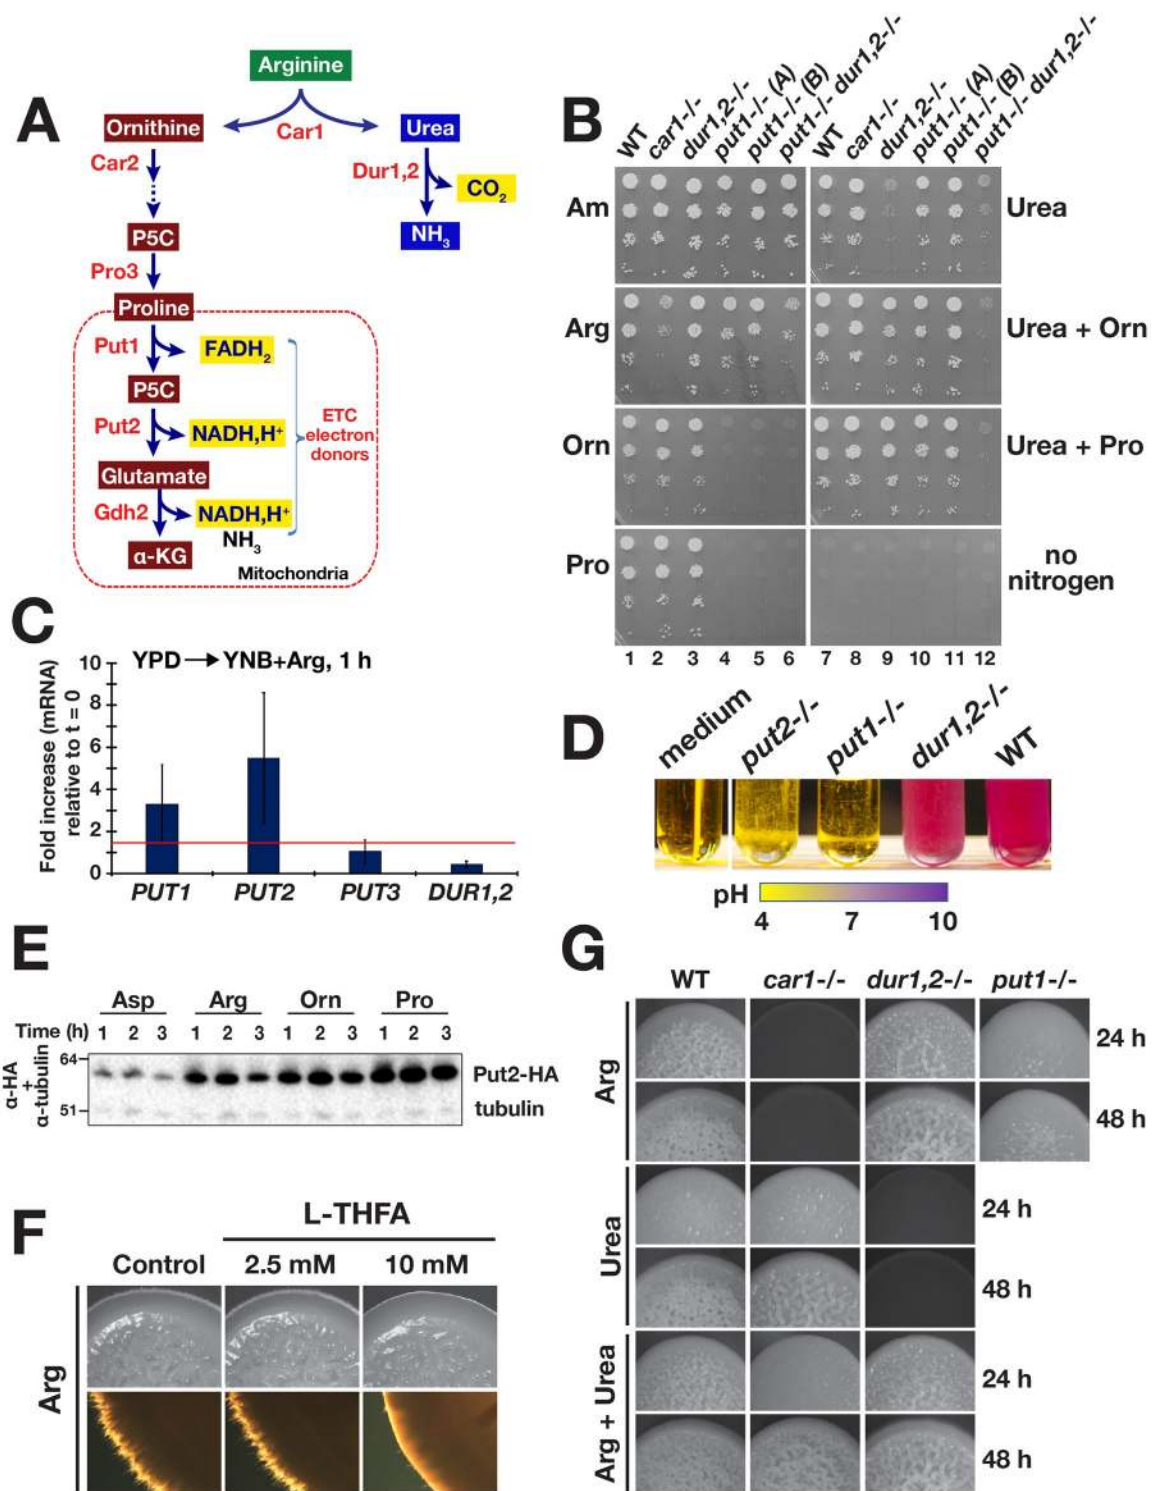 A
Arginine
Ornithine
Car1
Urea
Car2
Dur1,2
CO2
NH3
P5C
Pro3
Proline
Put1
FADH2
P5C
Put2
NADH,H+
ETC
electron
donors
Glutamate
Gdh2
NADH,H+
NH3
α-KG
Mitochondria
B
WT
car1-/-
dur1,2-/-
put1-/- (A)
put1-/- (B)
put1-/- dur1,2-/-
WT
car1-/-
dur1,2-/-
put1-/- (A)
put1-/- (B)
put1-/- dur1,2-/-
Am
Urea
Arg
Urea + Orn
Orn
Urea + Pro
Pro
no
nitrogen
1 2 3 4 5 6 7 8 9 10 11 12
C
YPD → YNB+Arg, 1 h
Fold increase (mRNA)
relative to t = 0
10
8
6
4
2
0
PUT1 PUT2 PUT3 DUR1,2
D
medium
put2-/-
put1-/-
dur1,2-/-
WT
pH
4 7 10
E
Asp Arg Orn Pro
Time (h) 1 2 3 1 2 3 1 2 3 1 2 3
α-HA
+
α-tubulin
64
51
Put2-HA
tubulin
F
L-THFA
Control 2.5 mM 10 mM
Arg
G
WT car1-/- dur1,2-/- put1-/-
Arg
24 h
48 h
Urea
24 h
48 h
Arg + Urea
24 h
48 h